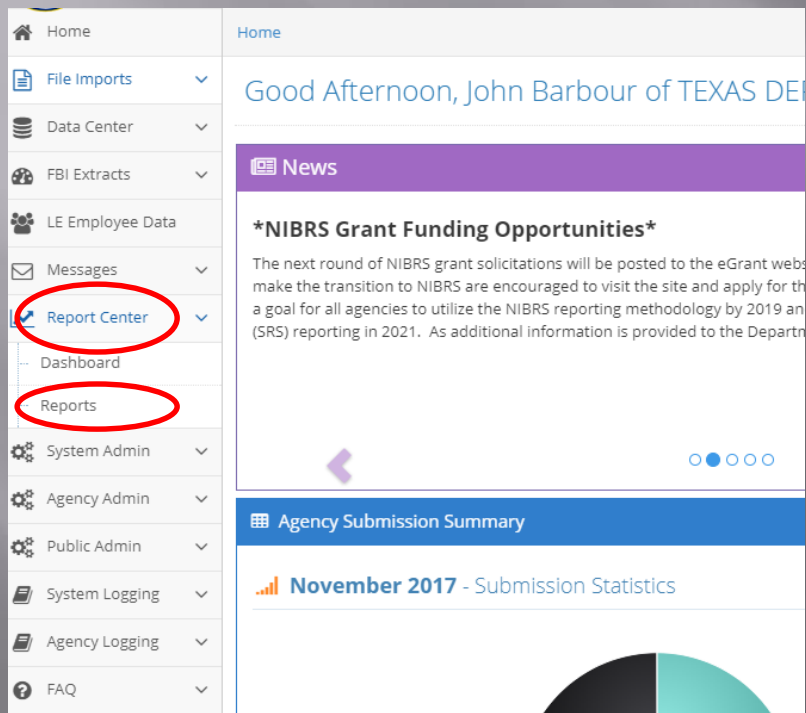 Home
File Imports
Data Center
FBI Extracts
LE Employee Data
Messages
Report Center
Dashboard
Reports
System Admin
Agency Admin
Public Admin
System Logging
Agency Logging
FAQ
Home
Good Afternoon, John Barbour of TEXAS
News
*NIBRS Grant Funding Opportunities*
The next round of NIBRS grant solicitations will be posted to the eGrant
make the transition to NIBRS are encouraged to visit the site and apply for
a goal for all agencies to utilize the NIBRS reporting methodology by 2019
(SRS) reporting in 2021. As additional information is provided to the
Agency Submission Summary
November 2017 - Submission Statistics